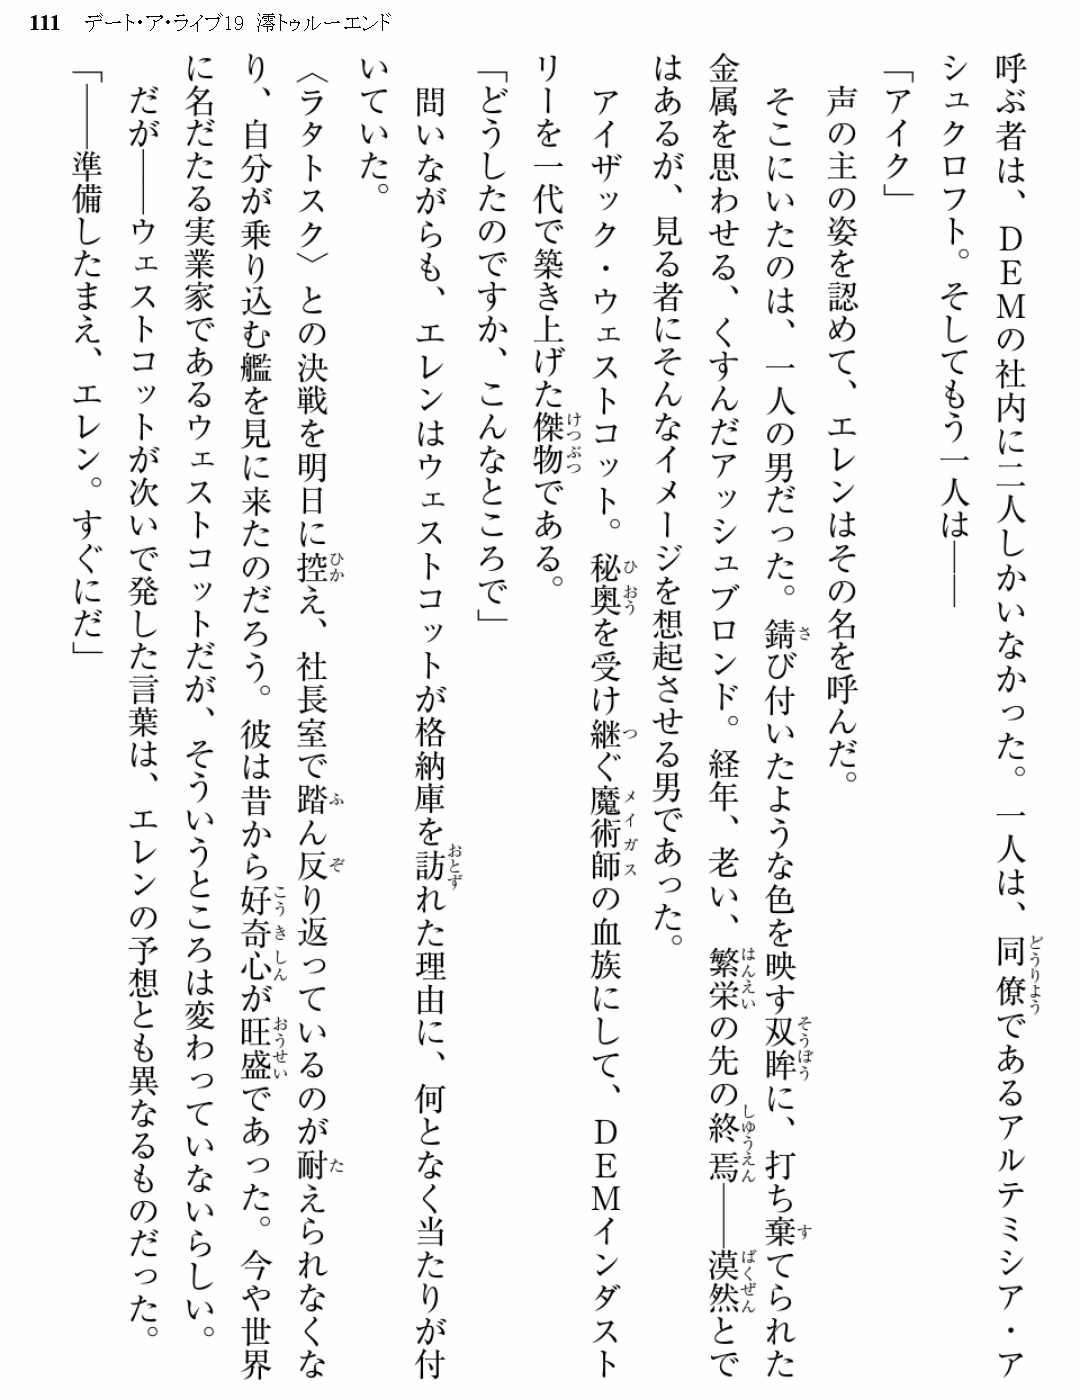 111 デート・ア・ライブ19 澪トゥルーエンド
呼ぶ者は、DEMの社内に二人しかいなかった。一人は、同僚であるアルテミシア・ア
シュクロフト。そしてもう一人は――
「アイク」
声の主の姿を認めて、エレンはその名を呼んだ。
そこにいたのは、一人の男だった。錆び付いたような色を映す双眸に、打ち棄てられた
金属を思わせる、くすんだアッシュブロンド。経年、老い、繁栄の先の終焉――漠然とで
はあるが、見る者にそんなイメージを想起させる男であった。
アイザック・ウェストコット。秘奥を受け継ぐ魔術師の血族にして、DEMインダスト
リーを一代で築き上げた傑物である。
「どうしたのですか、こんなところで」
問いながらも、エレンはウェストコットが格納庫を訪れた理由に、何となく当たりが付
いていた。
〈ラタトスク〉との決戦を明日に控え、社長室で踏ん反り返っているのが耐えられなくな
り、自分が乗り込む艦を見に来たのだろう。彼は昔から好奇心が旺盛であった。今や世界
に名だたる実業家であるウェストコットだが、そういうところは変わっていないらしい。
だが――ウェストコットが次いで発した言葉は、エレンの予想とも異なるものだった。
「――準備したまえ、エレン。すぐにだ」